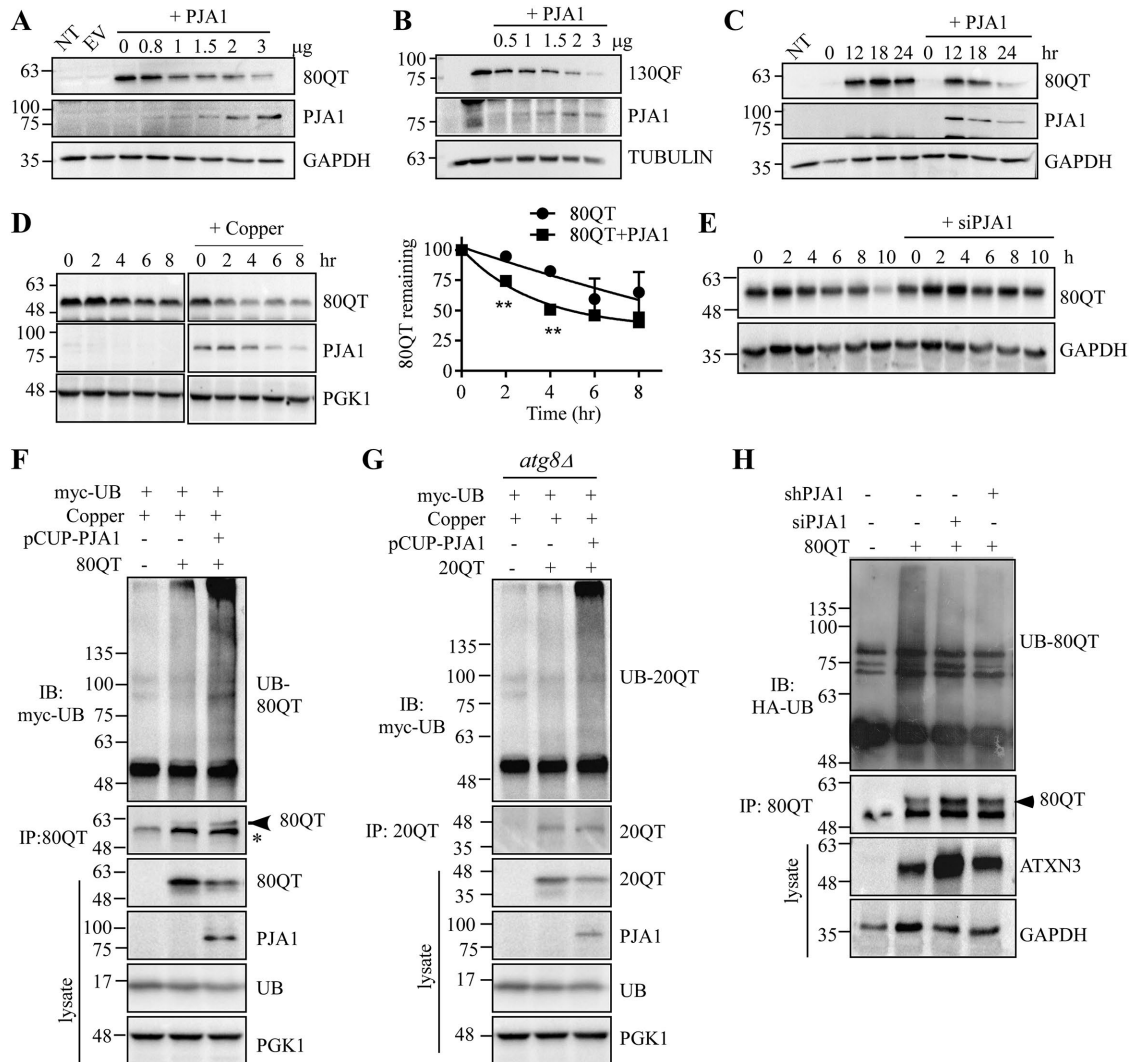 A
+ PJA1
NT EV 0 0.8 1 1.5 2 3 μg
63
80QT
100
75
PJA1
35
GAPDH
B
+ PJA1
0.5 1 1.5 2 3 μg
100
75
130QF
100
75
PJA1
63
TUBULIN
C
+ PJA1
NT 0 12 18 24 0 12 18 24 hr
63
80QT
100
75
PJA1
35
GAPDH
D
+ Copper
0 2 4 6 8 0 2 4 6 8 hr
63
48
80QT
100
75
PJA1
48
PGK1
80QT
80QT+PJA1
80QT remaining
100
75
50
25
0
** **
0 2 4 6 8
Time (hr)
E
+ siPJA1
0 2 4 6 8 10 0 2 4 6 8 10 h
63
48
80QT
35
GAPDH
F
myc-UB + + +
Copper + + +
pCUP-PJA1 - - +
80QT - + +
135
100
75
63
48
IB:
myc-UB
UB-
80QT
IP:80QT
63
48
80QT
*
lysate
63
48
80QT
100
75
PJA1
17
UB
48
PGK1
G
atg8Δ
myc-UB + + +
Copper + + +
pCUP-PJA1 - - +
20QT - + +
135
100
75
63
48
IB:
myc-UB
UB-20QT
IP: 20QT
48
35
20QT
lysate
48
35
20QT
100
75
PJA1
17
UB
48
PGK1
H
shPJA1 - - - +
siPJA1 - - + -
80QT - + + +
135
100
75
63
48
IB:
HA-UB
UB-80QT
IP: 80QT
63
48
80QT
lysate
63
48
ATXN3
35
GAPDH